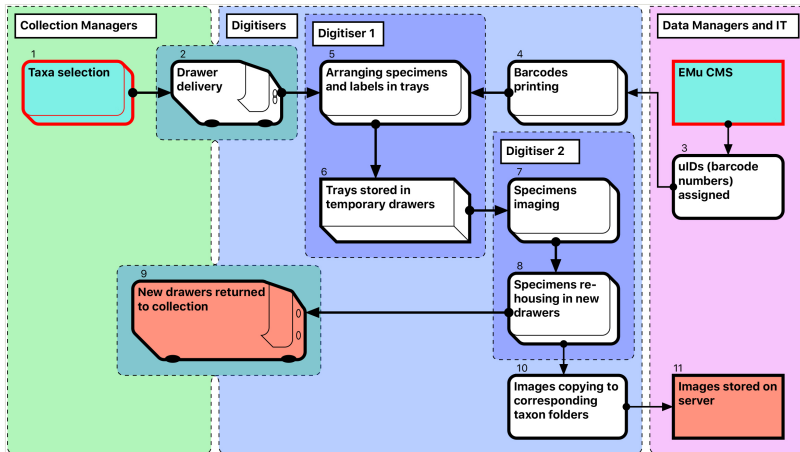 Collection Managers
Digitisers
Data Managers and IT
Digitiser 1
1
Taxa selection
2
Drawer
delivery
5
Arranging specimens
and labels in trays
4
Barcodes
printing
EMu CMS
Digitiser 2
3
uIDs (barcode
numbers)
assigned
6
Trays stored in
temporary drawers
7
Specimens
imaging
9
New drawers returned
to collection
8
Specimens re-
housing in new
drawers
10
Images copying to
corresponding
taxon folders
11
Images stored on
server